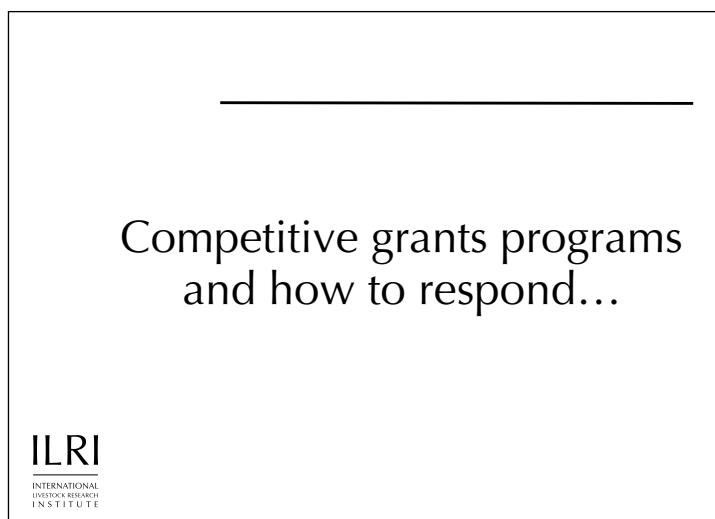 Competitive grants programs
and how to respond…
ILRI
INTERNATIONAL
LIVESTOCK RESEARCH
INSTITUTE